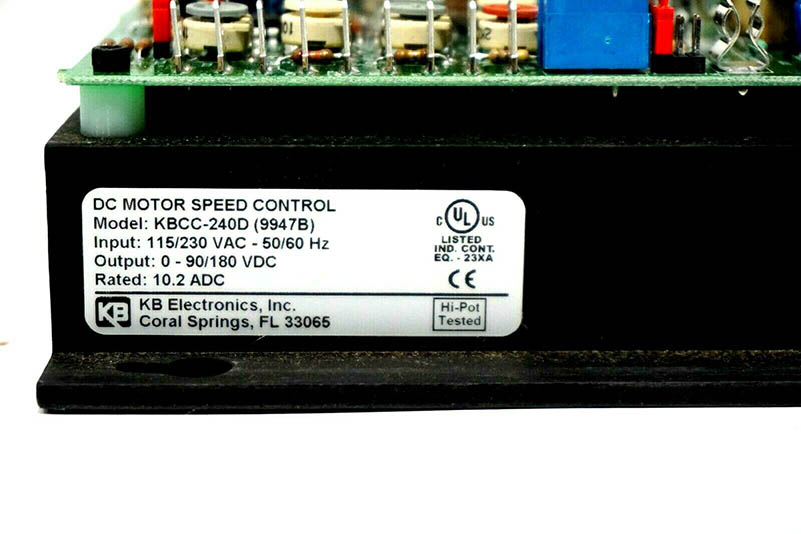 DC MOTOR SPEED CONTROL
Model: KBCC-240D (9947B)
Input: 115/230 VAC - 50/60 Hz
Output: 0 - 90/180 VDC
Rated: 10.2 ADC
C UL US
LISTED
IND. CONT.
EQ. - 23XA
CE
KB
KB Electronics, Inc.
Coral Springs, FL 33065
Hi-Pot
Tested